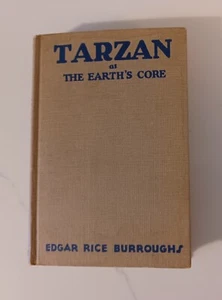 TARZAN
at
THE EARTH'S CORE
EDGAR RICE BURROUGHS